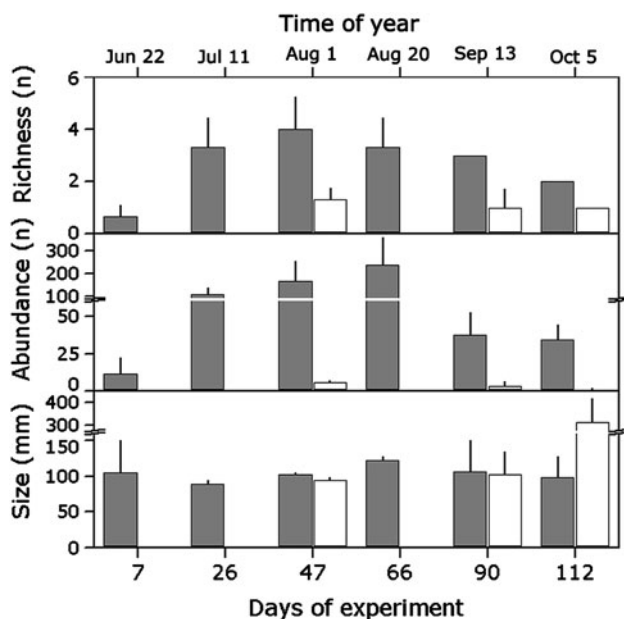 Time of year
Jun 22 Jul 11 Aug 1 Aug 20 Sep 13 Oct 5
Richness (n)
6
4
2
0
Abundance (n)
300
200
100
50
25
0
Size (mm)
400
300
150
100
50
0
7 26 47 66 90 112
Days of experiment